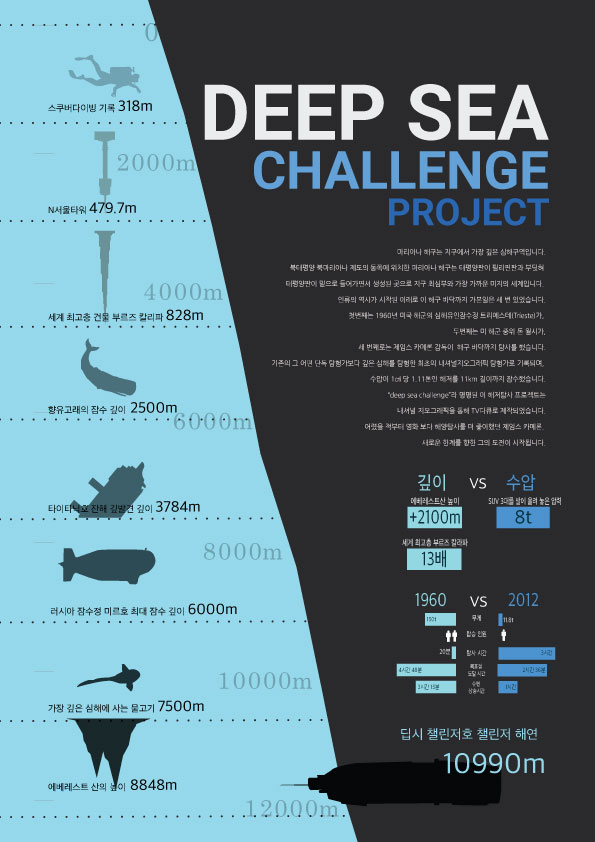 0
스쿠버다이빙 기록 318m
2000m
N서울타워 479.7m
4000m
세계 최고층 건물 부르즈 칼리파 828m
향유고래의 잠수 깊이 2500m
6000m
타이타닉호 잔해 깊이 3784m
8000m
러시아 잠수정 미르호 최대 잠수 깊이 6000m
10000m
가장 깊은 심해에 사는 물고기 7500m
에베레스트 산의 높이 8848m
12000m
DEEP SEA
CHALLENGE
PROJECT
마리아나 해구는 지구에서 가장 깊은 심해구역입니다.
북태평양 북마리아나 제도의 동쪽에 위치한 마리아나 해구는 태평양판이 필리핀판과 부딪혀
태평양판이 밑으로 들어가면서 생성된 곳으로 지구 최심부와 가장 가까운 미지의 세계입니다.
인류의 역사가 시작된 이래로 이 해구 바닥까지 가본일은 세 번 있었습니다.
첫번째는 1960년 미국 해군의 심해유인잠수정 트리에스테(Trieste)가,
두번째는 미 해군 중위 돈 월시가,
세 번째로는 제임스 카메론 감독이 해구 바닥까지 탐사를 했습니다.
기존의 그 어떤 단독 탐험가보다 깊은 심해를 탐험한 최초의 내셔널지오그래픽 탐험가로 기록되며,
수압이 1㎠ 당 1.11톤인 해저를 11km 깊이까지 잠수했습니다.
"deep sea challenge"라 명명된 이 해저탐사 프로젝트는
내셔널 지오그래픽을 통해 TV다큐로 제작되었습니다.
어렸을 적부터 영화 보다 해양탐사를 더 좋아했던 제임스 카메론.
새로운 한계를 향한 그의 도전이 시작됩니다.
깊이 VS 수압
에베레스트산 높이 SUV 3대를 발에 올려 놓은 압력
+2100m 8t
세계 최고층 부르즈 칼리파
13배
1960 VS 2012
150t 무게 11.8t
탑승 인원
20분 탐사 시간 3시간
4시간 48분 목표점 도달 시간 2시간 36분
3시간 15분 수면 상승시간 1시간
딥시 챌린저호 챌린저 해연
10990m